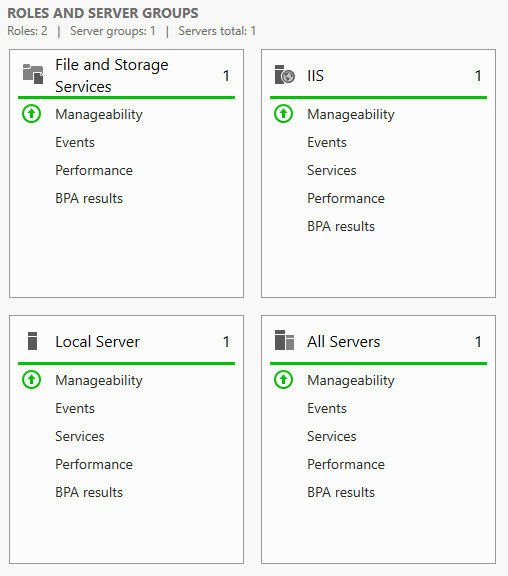 ROLES AND SERVER GROUPS
Roles: 2 | Server groups: 1 | Servers total: 1
File and Storage Services 1
Manageability
Events
Performance
BPA results
IIS 1
Manageability
Events
Services
Performance
BPA results
Local Server 1
Manageability
Events
Services
Performance
BPA results
All Servers 1
Manageability
Events
Services
Performance
BPA results